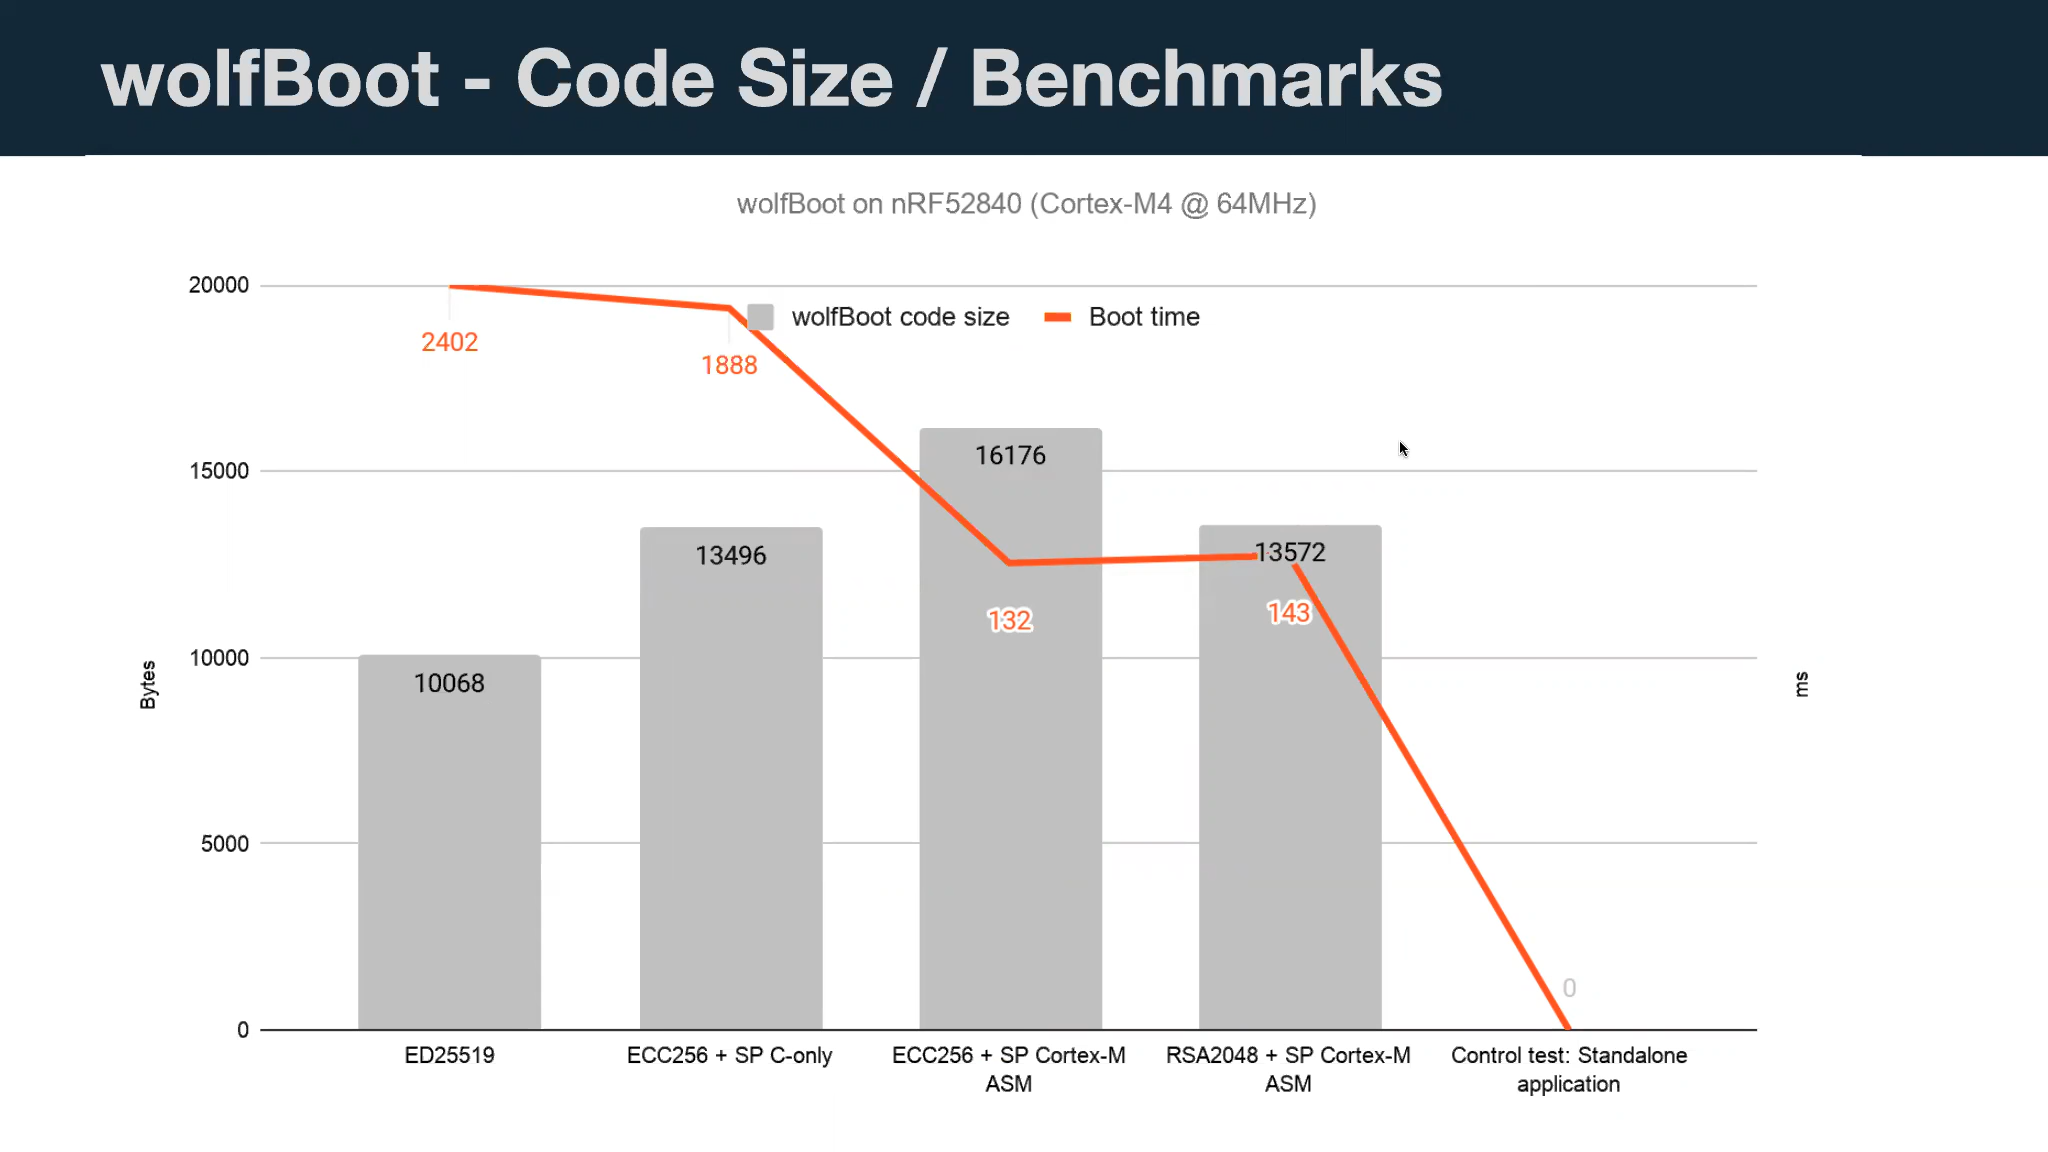 wolfBoot - Code Size / Benchmarks
wolfBoot on nRF52840 (Cortex-M4 @ 64MHz)
wolfBoot code size
Boot time
20000
15000
10000
5000
0
Bytes
ms
2402
1888
132
143
0
10068
13496
16176
13572
ED25519
ECC256 + SP C-only
ECC256 + SP Cortex-M
ASM
RSA2048 + SP Cortex-M
ASM
Control test: Standalone
application